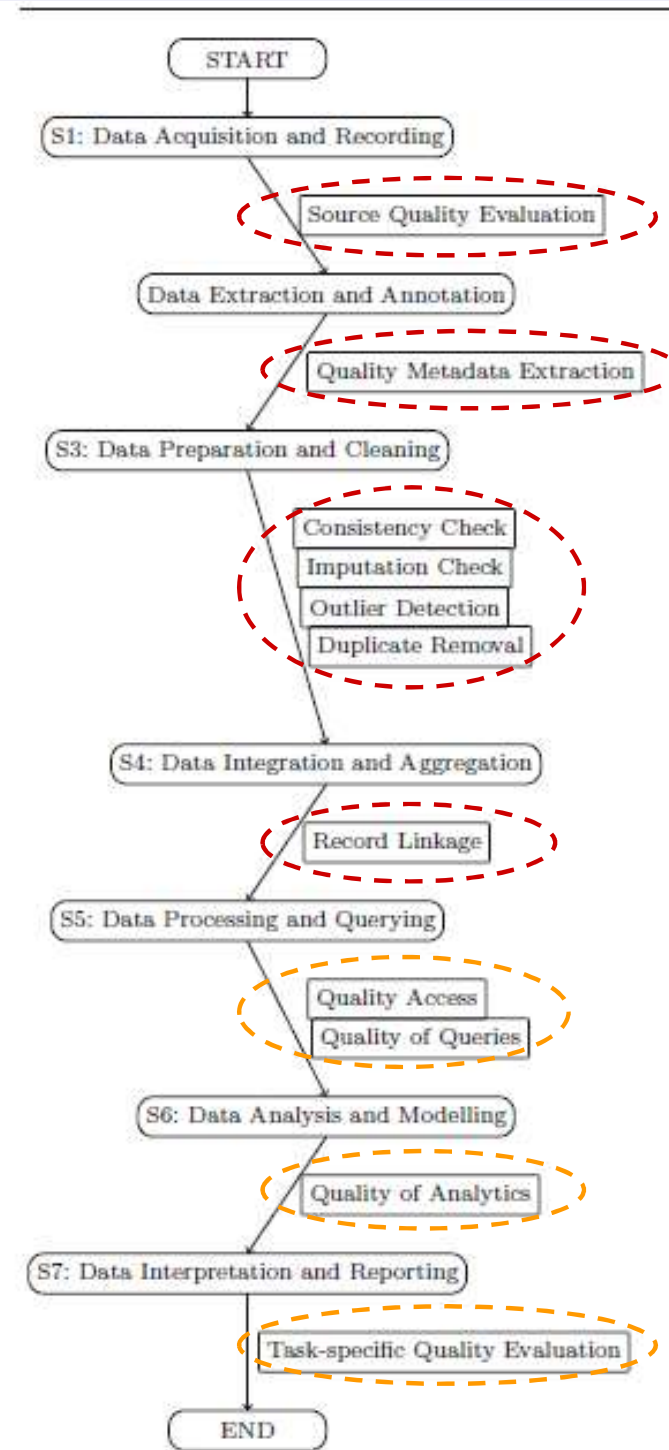 START
S1: Data Acquisition and Recording
Source Quality Evaluation
Data Extraction and Annotation
Quality Metadata Extraction
S3: Data Preparation and Cleaning
Consistency Check
Imputation Check
Outlier Detection
Duplicate Removal
S4: Data Integration and Aggregation
Record Linkage
S5: Data Processing and Querying
Quality Access
Quality of Queries
S6: Data Analysis and Modelling
Quality of Analytics
S7: Data Interpretation and Reporting
Task-specific Quality Evaluation
END